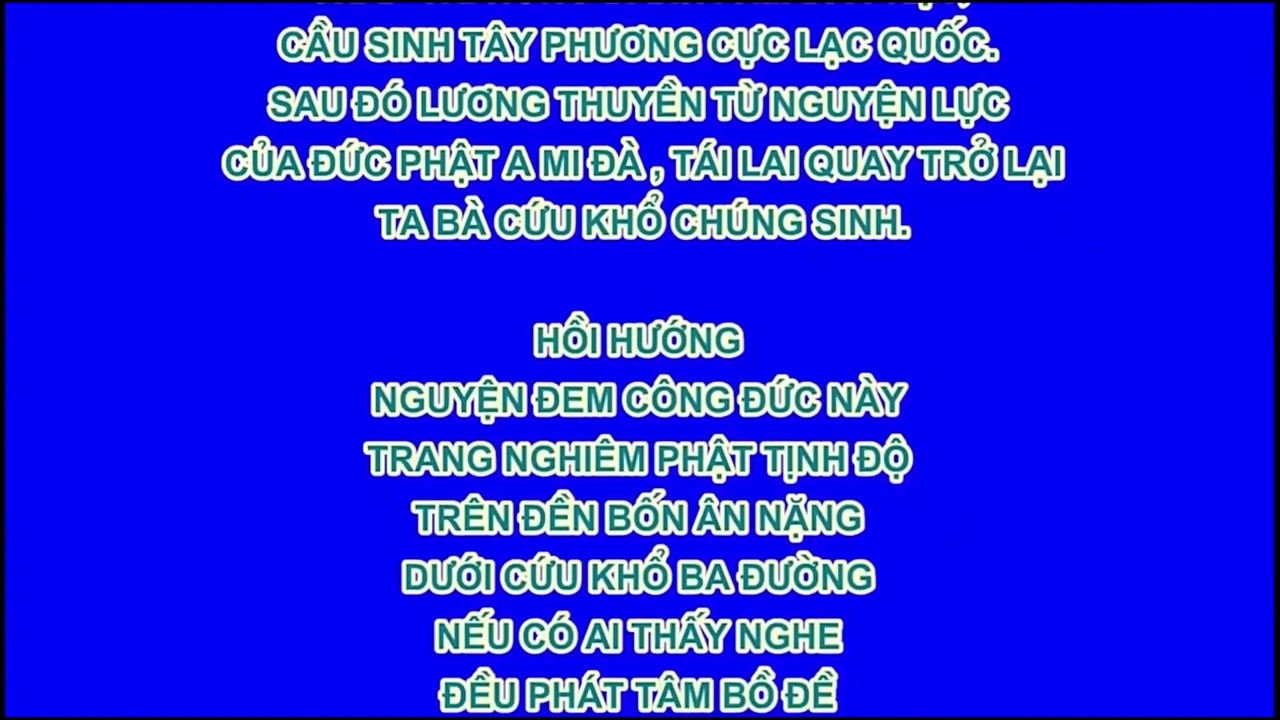 CẦU SINH TÂY PHƯƠNG CỰC LẠC QUỐC.
SAU ĐÓ LƯƠNG THUYỀN TỪ NGUYỆN LỰC
CỦA ĐỨC PHẬT A MI ĐÀ , TÁI LAI QUAY TRỞ LẠI
TA BÀ CỨU KHỔ CHÚNG SINH.
HỒI HƯỚNG
NGUYỆN ĐEM CÔNG ĐỨC NÀY
TRANG NGHIÊM PHẬT TỊNH ĐỘ
TRÊN ĐỀN BỐN ÂN NẶNG
DƯỚI CỨU KHỔ BA ĐƯỜNG
NẾU CÓ AI THẤY NGHE
ĐỀU PHÁT TÂM BỒ ĐỀ